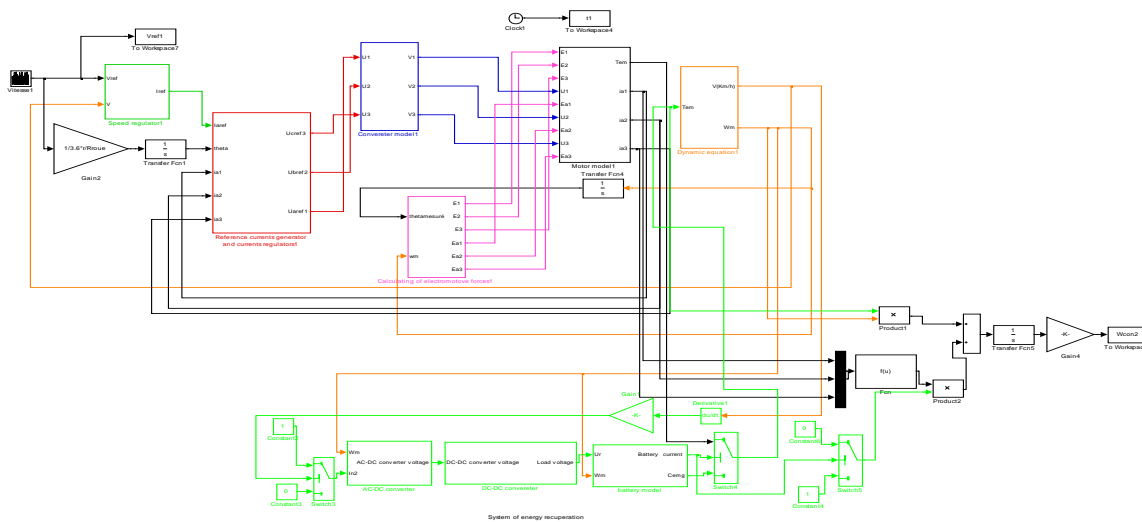 Clock1
t1
To Workspace4
Vref1
To Workspace7
Vitesse1
Vref
V
Iref
Speed regulator1
1/3.6*r/Rroue
Gain2
1
s
Transfer Fcn1
Iaref
theta
ia1
ia2
ia3
Ucref3
Ubref2
Uaref1
Reference currents generator
and currents regulators1
U1
U2
U3
V1
V2
V3
Convereter model1
E1
E2
E3
U1
Ea1
U2
Ea2
U3
Ea3
Tem
ia1
ia2
ia3
Motor model1
1
s
Transfer Fcn4
Tem
V(Km/h)
Wm
Dynamic equation1
thetamesuré
wm
E1
E2
E3
Ea1
Ea2
Ea3
Calculating of electromotive forces1
×
Product1
+
+
1
s
Transfer Fcn5
-K-
Gain4
Wcon2
To Workspac
f(u)
Fcn
×
Product2
-K-
du/dt
Derivative1
1
0
Constant3
Switch3
Wm
In2
AC-DC converter voltage
AC-DC converter
DC-DC converter voltage
Load voltage
DC-DC convereter
Ur
Wm
Battery current
Cemg
battery model
Switch4
0
Constant6
1
Constant4
Switch5
System of energy recuperation